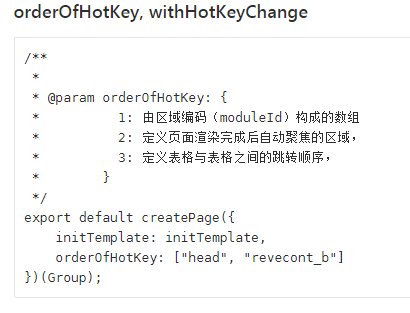 orderOfHotKey, withHotKeyChange
/**
 *
 * @param orderOfHotKey: {
 *          1: 由区域编码（moduleId）构成的数组
 *          2: 定义页面渲染完成后自动聚焦的区域，
 *          3: 定义表格与表格之间的跳转顺序，
 *        }
 */
export default createPage({
    initTemplate: initTemplate,
    orderOfHotKey: ["head", "revecont_b"]
})(Group);